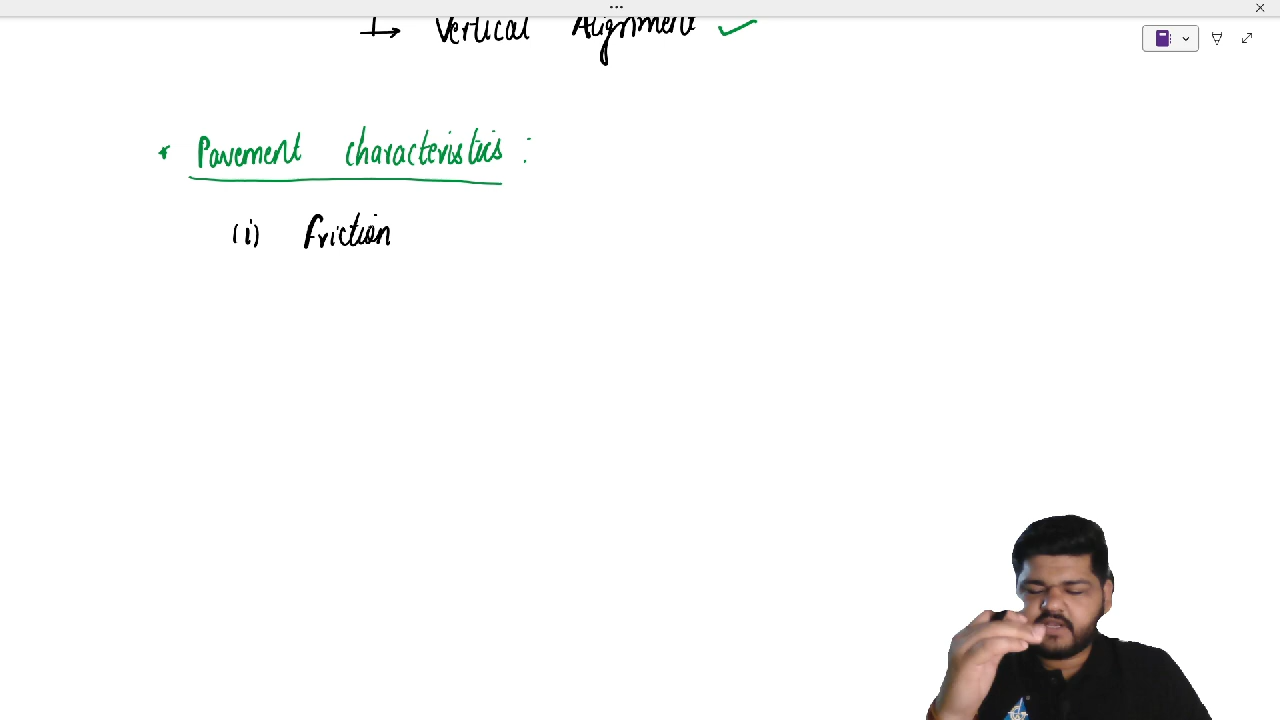 ↳ Vertical Alignment ✓
* Pavement characteristics :
(i) Friction